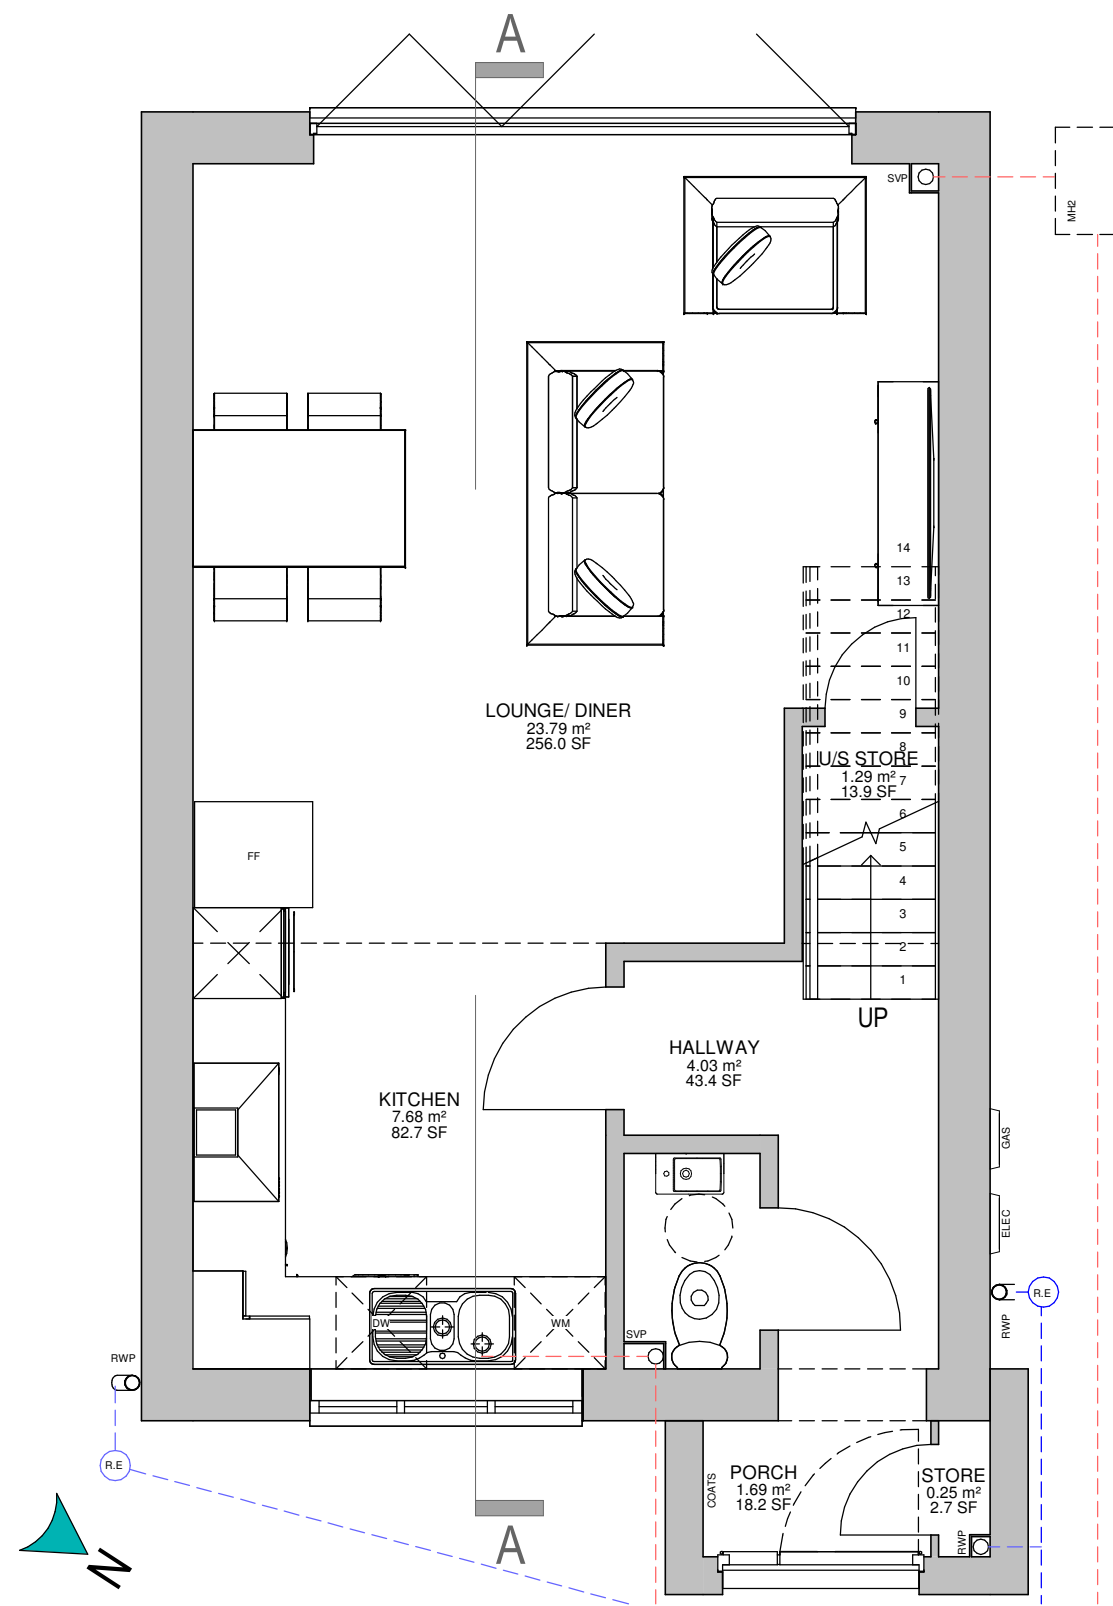 A
SVP
MH2
14
13
12
11
10
9
8
7
6
5
4
3
2
1
LOUNGE/ DINER
23.79 m²
256.0 SF
U/S STORE
1.29 m²
13.9 SF
FF
UP
HALLWAY
4.03 m²
43.4 SF
KITCHEN
7.68 m²
82.7 SF
GAS
ELEC
R.E
RWP
DW
WM
SVP
RWP
R.E
COATS
PORCH
1.69 m²
18.2 SF
STORE
0.25 m²
2.7 SF
RWP
A
N